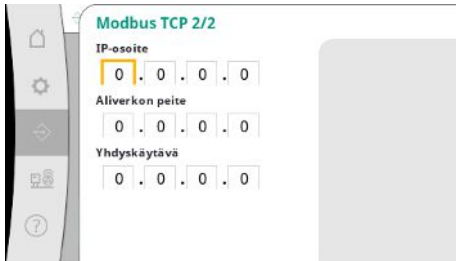 Modbus TCP 2/2
IP-osoite
0 . 0 . 0 . 0
Aliverkon peite
0 . 0 . 0 . 0
Yhdyskäytävä
0 . 0 . 0 . 0
?